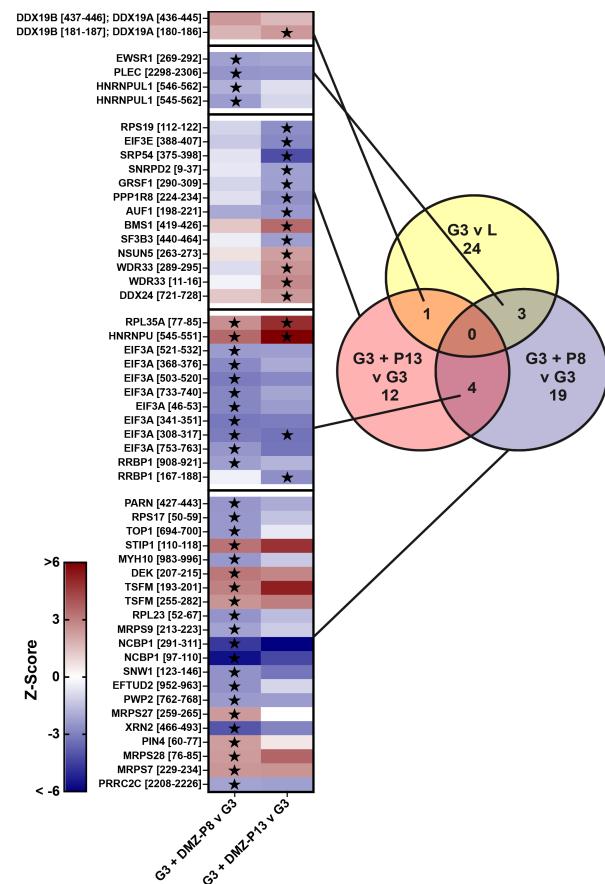 DDX19B [437-446]; DDX19A [436-445]
DDX19B [181-187]; DDX19A [180-186]
EWSR1 [269-292]
PLEC [2298-2306]
HNRNPUL1 [546-562]
HNRNPUL1 [545-562]
RPS19 [112-122]
EIF3E [388-407]
SRP54 [375-398]
SNRPD2 [9-37]
GRSF1 [290-309]
PPP1R8 [224-234]
AUF1 [198-221]
BMS1 [419-426]
SF3B3 [440-464]
NSUN5 [263-273]
WDR33 [289-295]
WDR33 [11-16]
DDX24 [721-728]
RPL35A [77-85]
HNRNPU [545-551]
EIF3A [521-532]
EIF3A [368-376]
EIF3A [503-520]
EIF3A [733-740]
EIF3A [46-53]
EIF3A [341-351]
EIF3A [308-317]
EIF3A [753-763]
RRBP1 [908-921]
RRBP1 [167-188]
PARN [427-443]
RPS17 [50-59]
TOP1 [694-700]
STIP1 [110-118]
MYH10 [983-996]
DEK [207-215]
TSFM [193-201]
TSFM [255-282]
RPL23 [52-67]
MRPS9 [213-223]
NCBP1 [291-311]
NCBP1 [97-110]
SNW1 [123-146]
EFTUD2 [952-963]
PWP2 [762-768]
MRPS27 [259-265]
XRN2 [466-493]
PIN4 [60-77]
MRPS28 [76-85]
MRPS7 [229-234]
PRRC2C [2208-2226]
G3 + DMZ-P8 v G3
G3 + DMZ-P13 v G3
Z-Score
>6
3
0
-3
< -6
G3 v L
24
1
3
0
G3 + P13
v G3
12
G3 + P8
v G3
19
4